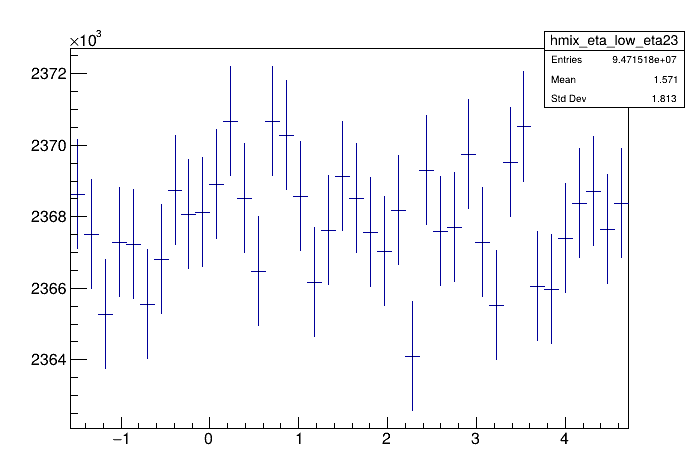 ×10³
hmix_eta_low_eta23
Entries 9.471518e+07
Mean 1.571
Std Dev 1.813
2372
2370
2368
2366
2364
−1 0 1 2 3 4